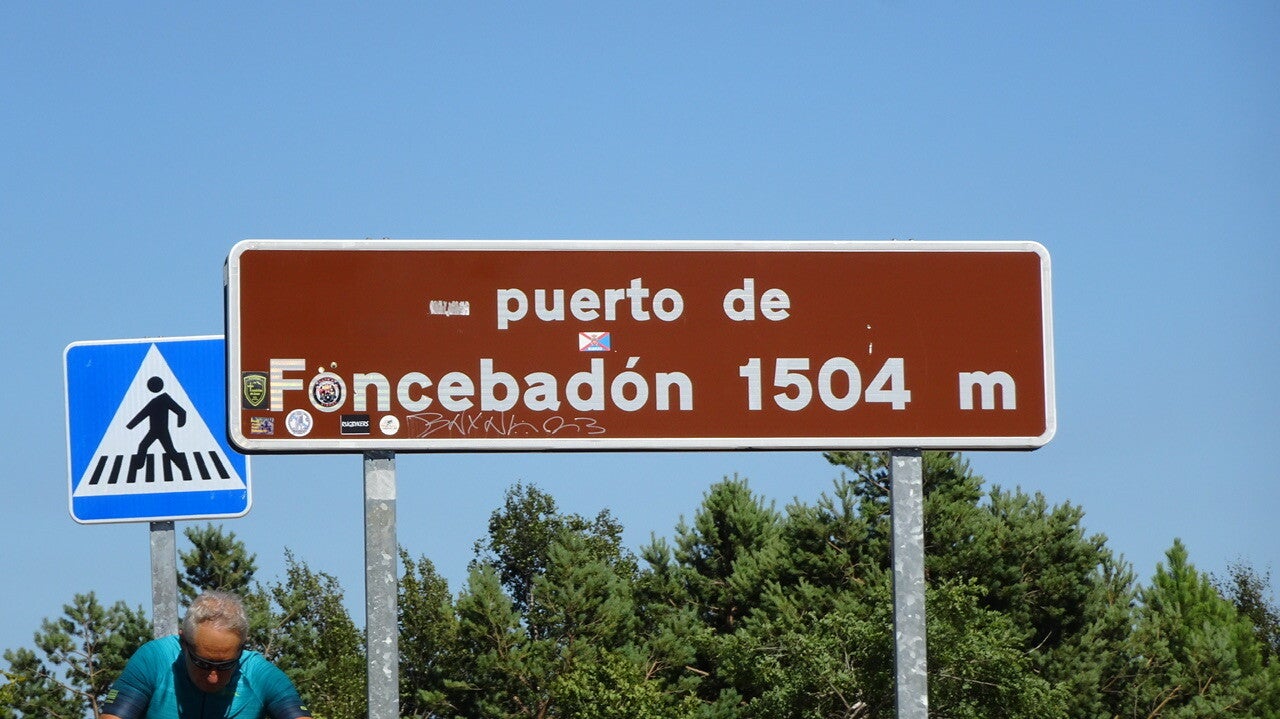 puerto de
Foncebadón 1504 m